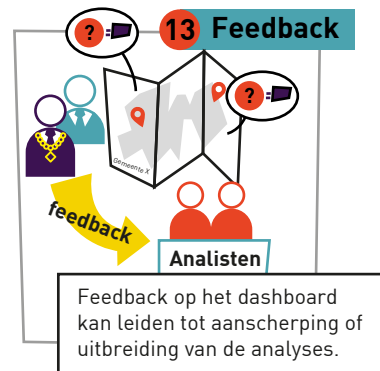 13 Feedback
?
?
Gemeente X
feedback
Analisten
Feedback op het dashboard
kan leiden tot aanscherping of
uitbreiding van de analyses.